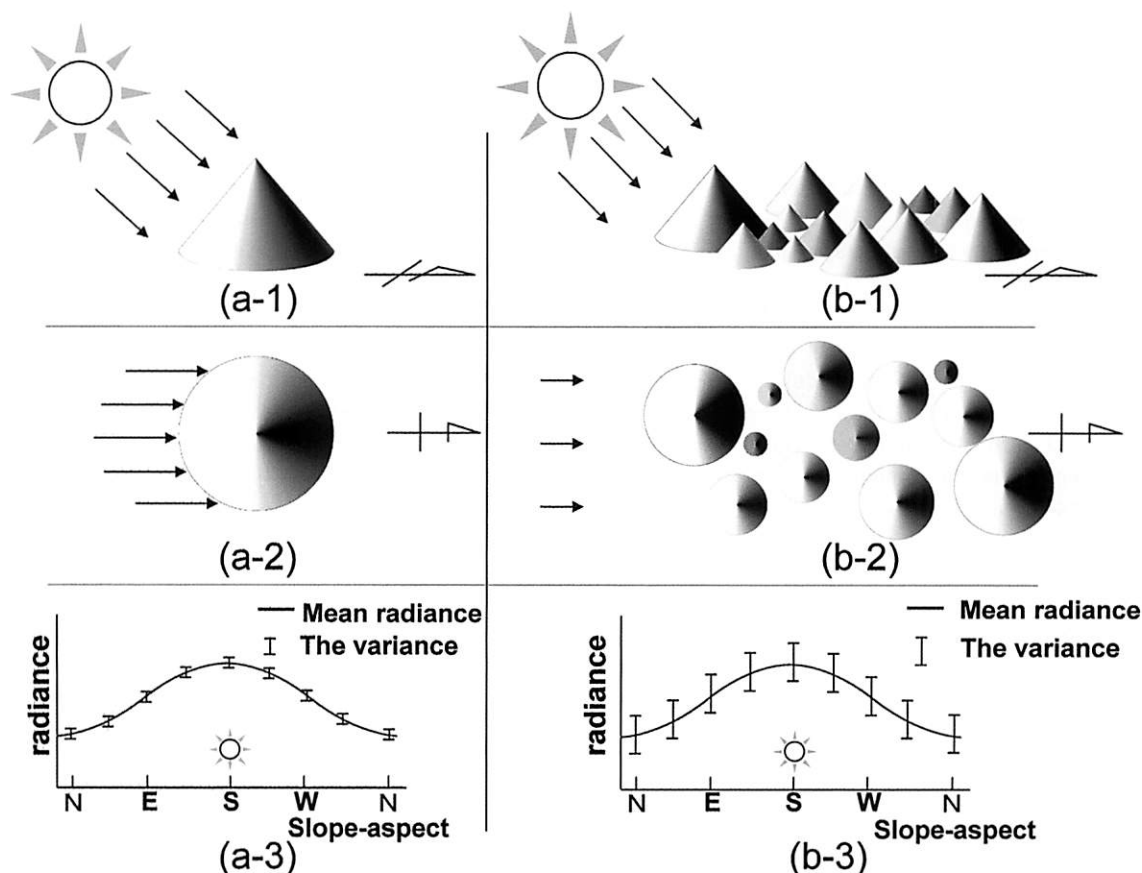 (a-1)
(b-1)
(a-2)
(b-2)
Mean radiance
The variance
radiance
N E S W N
Slope-aspect
(a-3)
Mean radiance
The variance
radiance
N E S W N
Slope-aspect
(b-3)